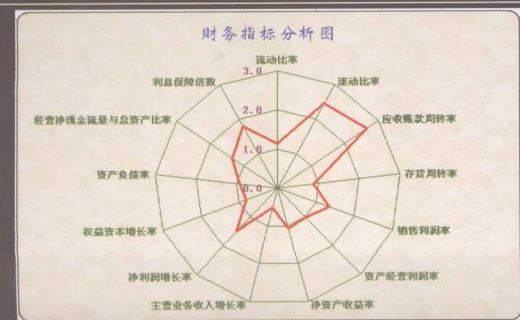 财务指标分析图
流动比率
3.0
利息保障倍数
速动比率
2.0
经营净现金流量与总资产比率
应收账款周转率
1.0
资产负债率
0.0
存货周转率
权益资本增长率
销售利润率
净利润增长率
资产经营利润率
主营业务收入增长率
净资产收益率